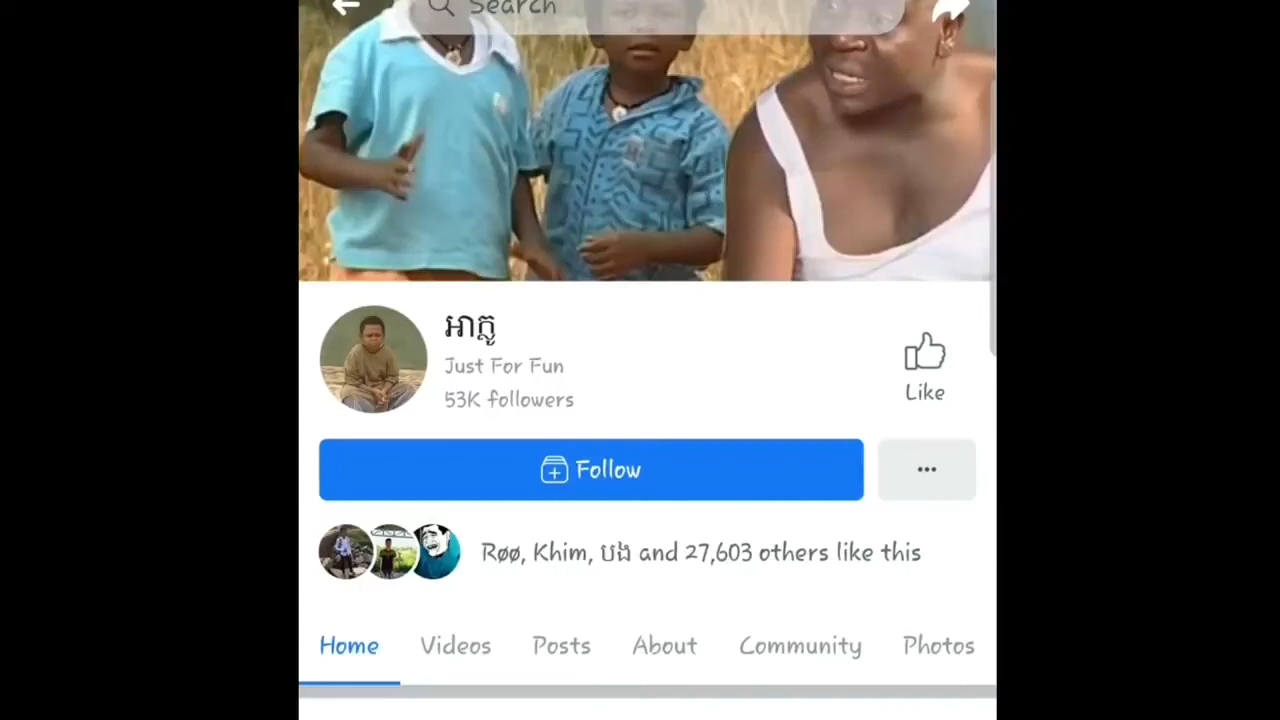 Search
អាក្លូ
Just For Fun
53K followers
Like
Follow
Røø, Khim, បង and 27,603 others like this
Home Videos Posts About Community Photos